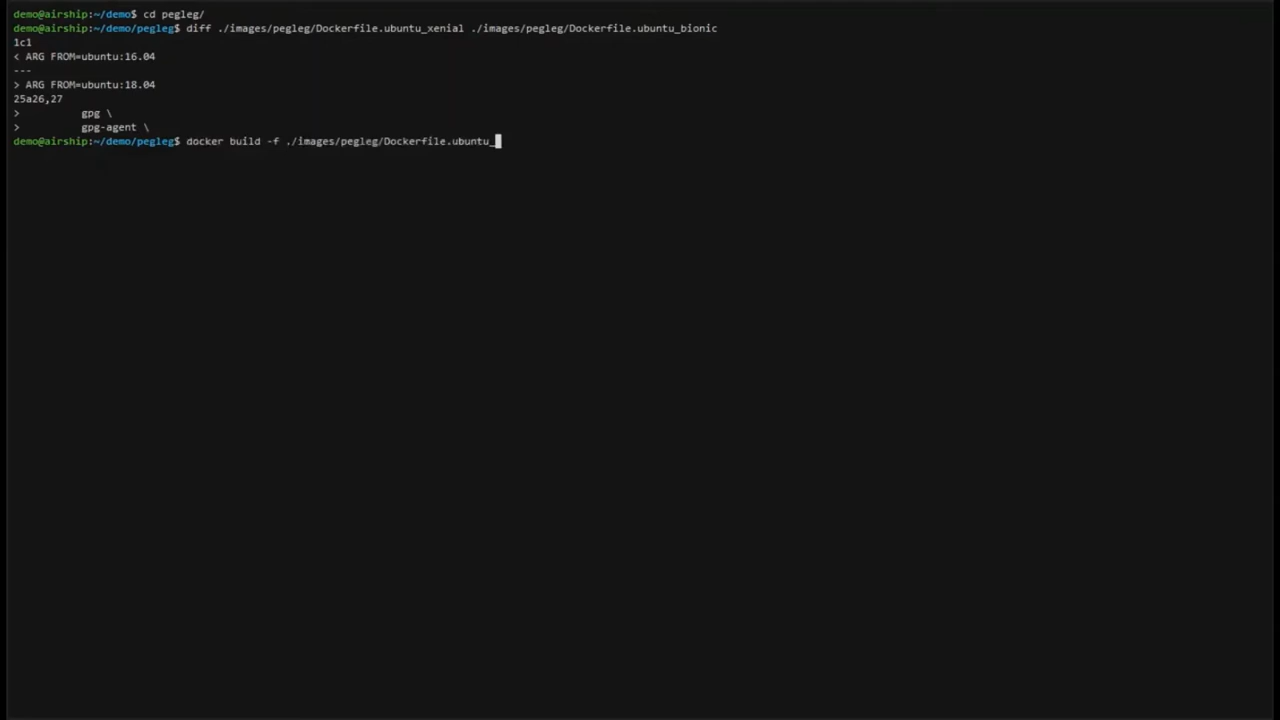 demo@airship:~/demo$ cd pegleg/
demo@airship:~/demo/pegleg$ diff ./images/pegleg/Dockerfile.ubuntu_xenial ./images/pegleg/Dockerfile.ubuntu_bionic
1c1
< ARG FROM=ubuntu:16.04
---
> ARG FROM=ubuntu:18.04
25a26,27
>          gpg \
>          gpg-agent \
demo@airship:~/demo/pegleg$ docker build -f ./images/pegleg/Dockerfile.ubuntu_